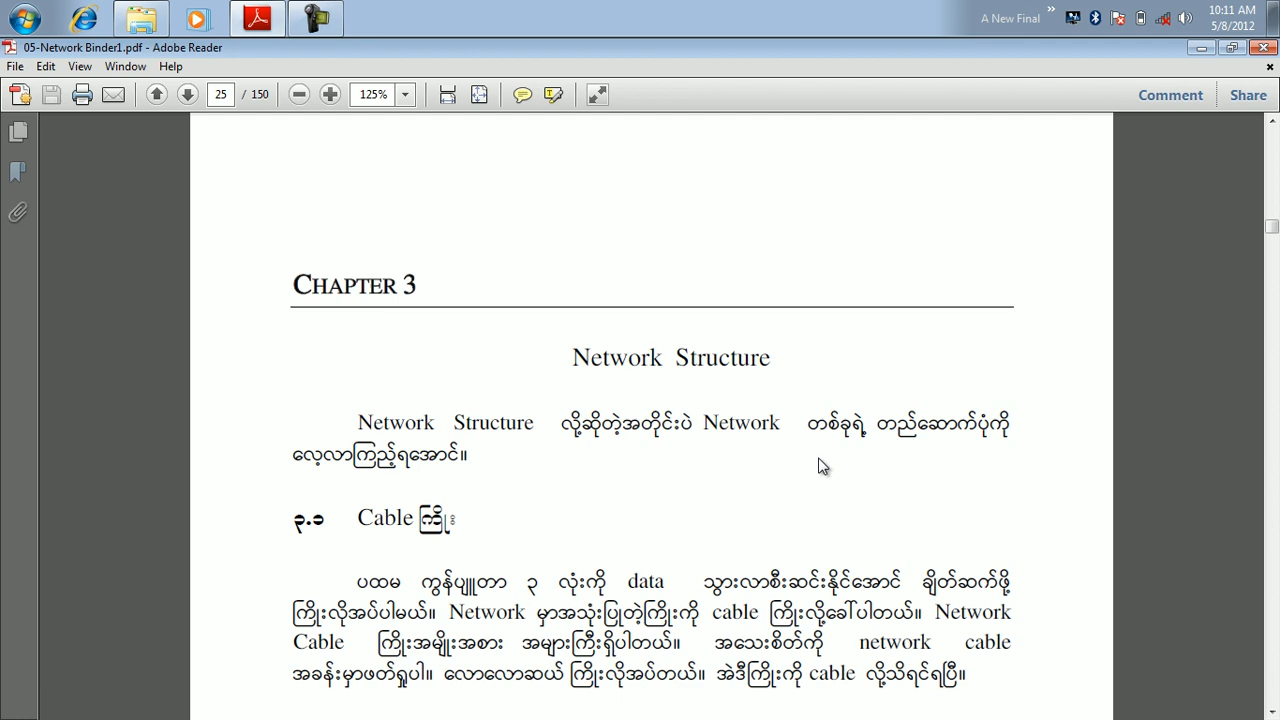 A New Final
10:11 AM
5/8/2012
05-Network Binder1.pdf - Adobe Reader
File Edit View Window Help
25 / 150 125% Comment Share
CHAPTER 3
Network Structure
Network Structure လို့ဆိုတဲ့အတိုင်းပဲ Network တစ်ခုရဲ့ တည်ဆောက်ပုံကို
လေ့လာကြည့်ရအောင်။
၃.၁ Cable ကြိုး
ပထမ ကွန်ပျူတာ ၃ လုံးကို data သွားလာစီးဆင်းနိုင်အောင် ချိတ်ဆက်ဖို့
ကြိုးလိုအပ်ပါမယ်။ Network မှာအသုံးပြုတဲ့ကြိုးကို cable ကြိုးလို့ခေါ်ပါတယ်။ Network
Cable ကြိုးအမျိုးအစား အများကြီးရှိပါတယ်။ အသေးစိတ်ကို network cable
အခန်းမှာဖတ်ရှုပါ။ လောလောဆယ် ကြိုးလိုအပ်တယ်။ အဲဒီကြိုးကို cable လို့သိရင်ရပြီ။